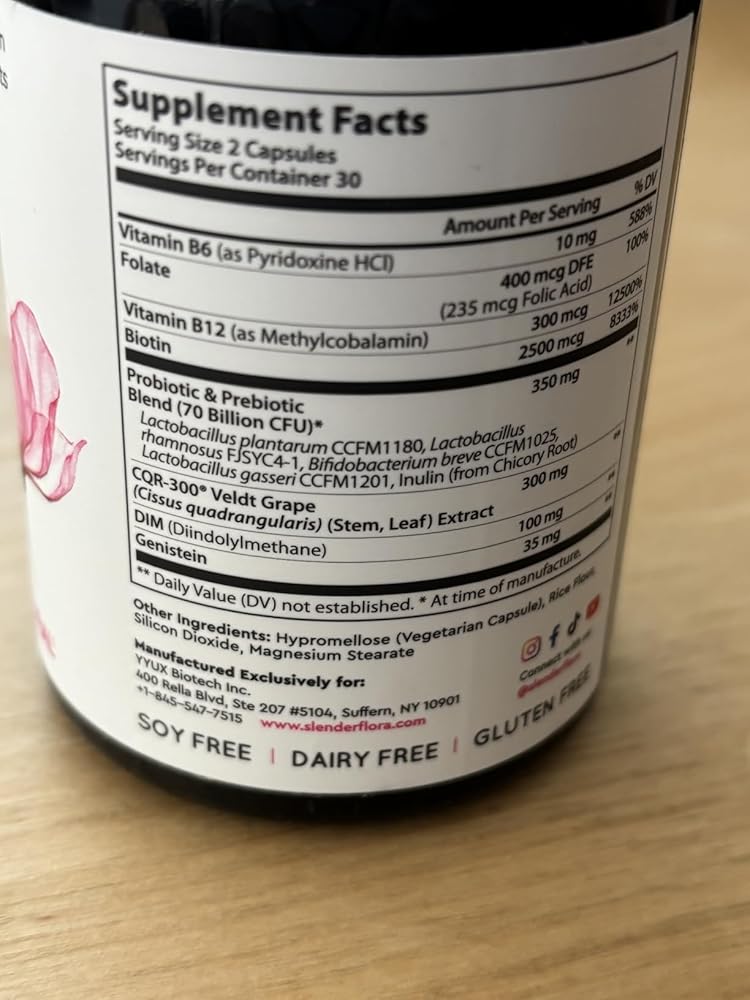 Supplement Facts
Serving Size 2 Capsules
Servings Per Container 30
Amount Per Serving % DV
Vitamin B6 (as Pyridoxine HCl) 10 mg 588%
Folate 400 mcg DFE 100%
(235 mcg Folic Acid)
Vitamin B12 (as Methylcobalamin) 300 mcg 12500%
Biotin 2500 mcg 8333%
Probiotic & Prebiotic 350 mg **
Blend (70 Billion CFU)*
Lactobacillus plantarum CCFM1180, Lactobacillus
rhamnosus FJSYC4-1, Bifidobacterium breve CCFM1025,
Lactobacillus gasseri CCFM1201, Inulin (from Chicory Root)
CQR-300® Veldt Grape 300 mg **
(Cissus quadrangularis) (Stem, Leaf) Extract
DIM (Diindolylmethane) 100 mg **
Genistein 35 mg **
** Daily Value (DV) not established. * At time of manufacture.
Other Ingredients: Hypromellose (Vegetarian Capsule), Rice Flour,
Silicon Dioxide, Magnesium Stearate
Manufactured Exclusively for:
YYUX Biotech Inc.
400 Rella Blvd, Ste 207 #5104, Suffern, NY 10901
+1-845-547-7515 www.slenderflora.com
Connect with us
@slenderflora
SOY FREE | DAIRY FREE | GLUTEN FREE